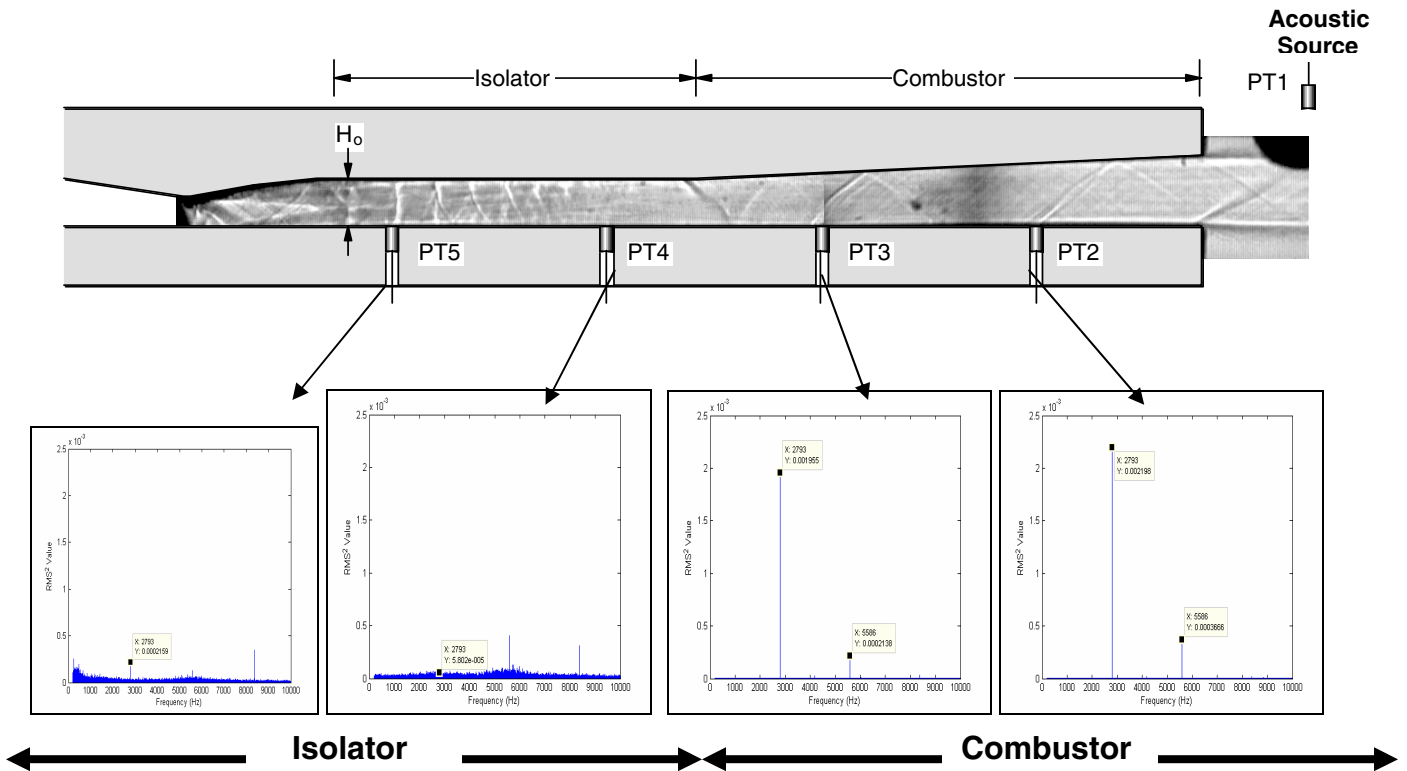 Acoustic
Source
PT1
Isolator
Combustor
Ho
PT5
PT4
PT3
PT2
x 10-3
2.5
2
1.5
1
0.5
0
RMS2 Value
X: 2793
Y: 0.0002159
0 1000 2000 3000 4000 5000 6000 7000 8000 9000 10000
Frequency (Hz)
x 10-3
2.5
2
1.5
1
0.5
0
RMS2 Value
X: 2793
Y: 5.802e-005
0 1000 2000 3000 4000 5000 6000 7000 8000 9000 10000
Frequency (Hz)
x 10-3
2.5
2
1.5
1
0.5
0
RMS2 Value
X: 2793
Y: 0.001955
X: 5586
Y: 0.0002138
0 1000 2000 3000 4000 5000 6000 7000 8000 9000 10000
Frequency (Hz)
x 10-3
2.5
2
1.5
1
0.5
0
RMS2 Value
X: 2793
Y: 0.002198
X: 5586
Y: 0.0003666
0 1000 2000 3000 4000 5000 6000 7000 8000 9000 10000
Frequency (Hz)
Isolator
Combustor